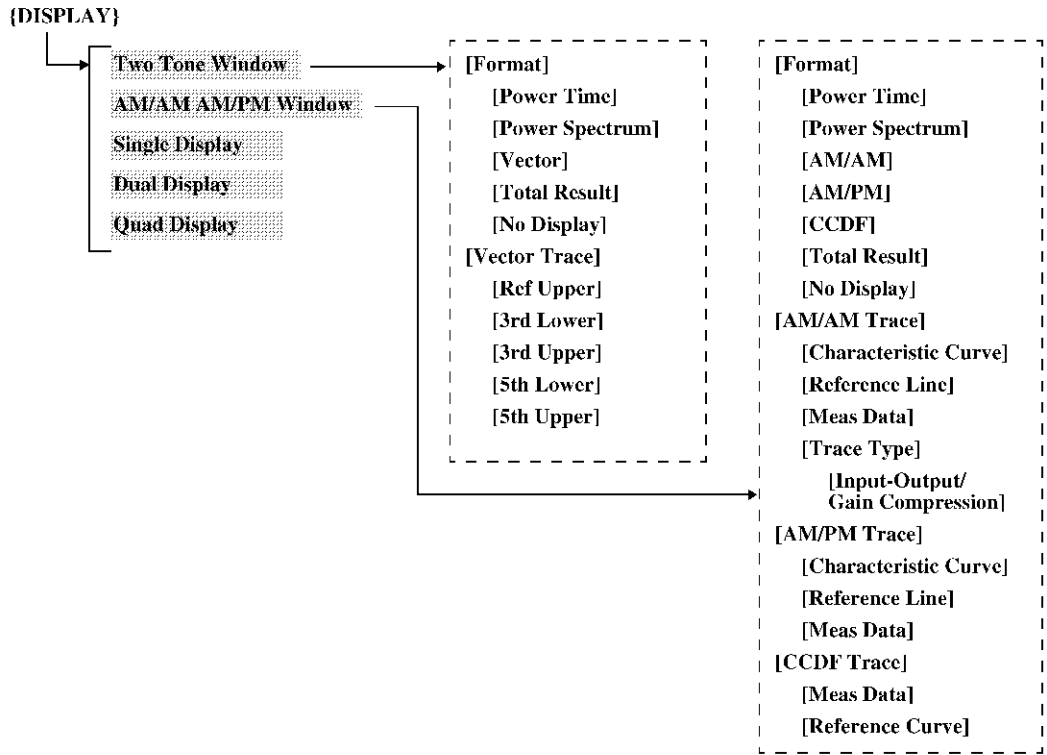 {DISPLAY}
Two Tone Window
AM/AM AM/PM Window
Single Display
Dual Display
Quad Display
[Format]
[Power Time]
[Power Spectrum]
[Vector]
[Total Result]
[No Display]
[Vector Trace]
[Ref Upper]
[3rd Lower]
[3rd Upper]
[5th Lower]
[5th Upper]
[Format]
[Power Time]
[Power Spectrum]
[AM/AM]
[AM/PM]
[CCDF]
[Total Result]
[No Display]
[AM/AM Trace]
[Characteristic Curve]
[Reference Line]
[Meas Data]
[Trace Type]
[Input-Output/
Gain Compression]
[AM/PM Trace]
[Characteristic Curve]
[Reference Line]
[Meas Data]
[CCDF Trace]
[Meas Data]
[Reference Curve]